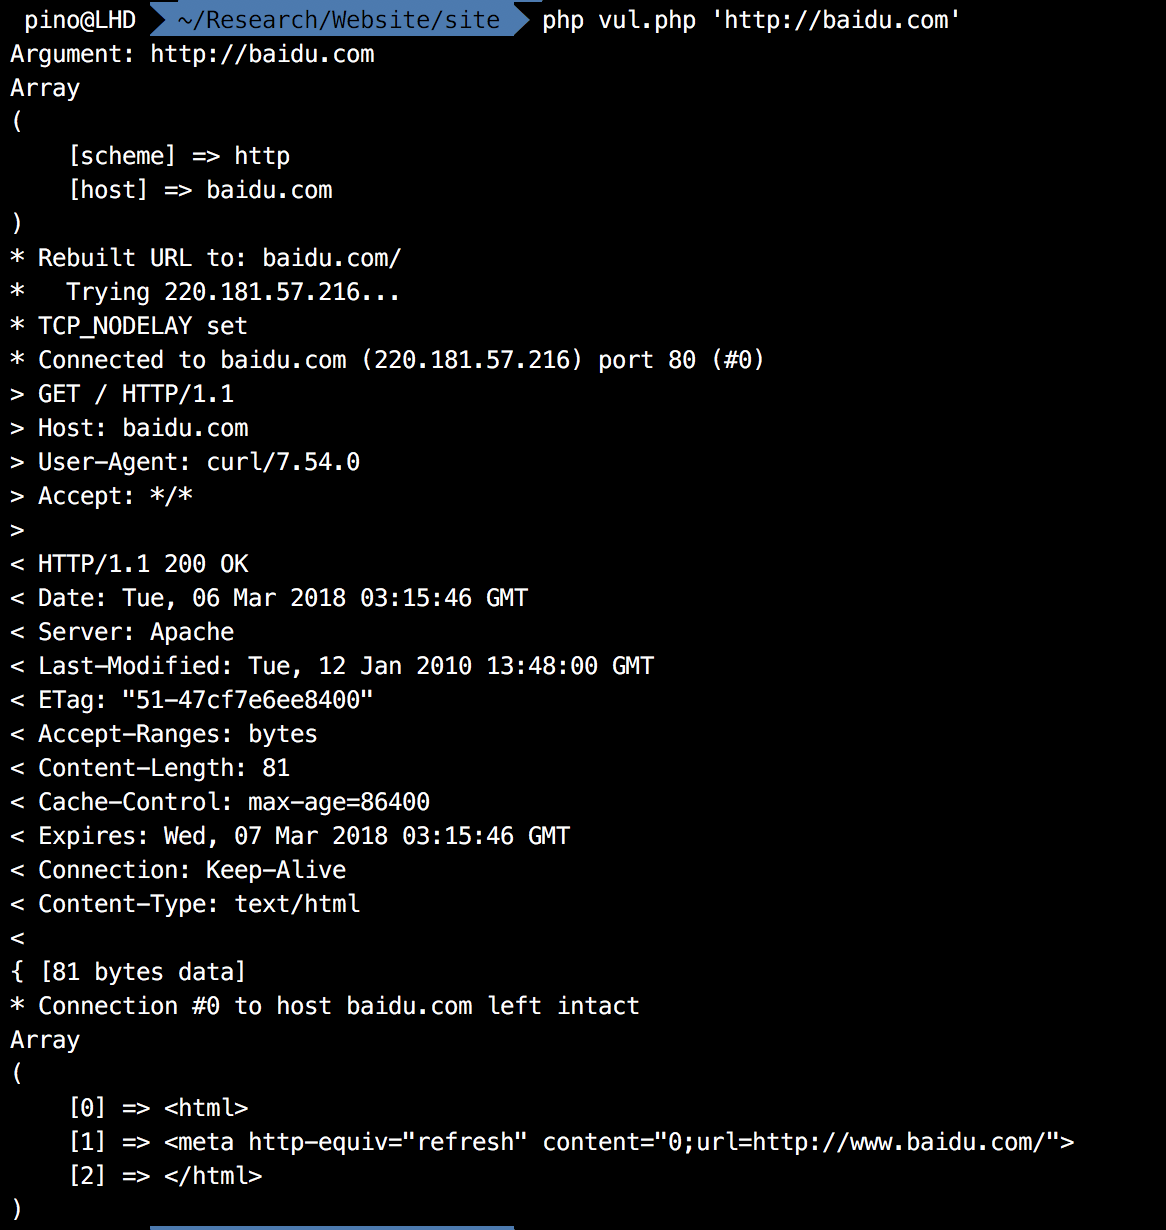 pino@LHD ~/Research/Website/site php vul.php 'http://baidu.com'
Argument: http://baidu.com
Array
(
    [scheme] => http
    [host] => baidu.com
)
* Rebuilt URL to: baidu.com/
*   Trying 220.181.57.216...
* TCP_NODELAY set
* Connected to baidu.com (220.181.57.216) port 80 (#0)
> GET / HTTP/1.1
> Host: baidu.com
> User-Agent: curl/7.54.0
> Accept: */*
>
< HTTP/1.1 200 OK
< Date: Tue, 06 Mar 2018 03:15:46 GMT
< Server: Apache
< Last-Modified: Tue, 12 Jan 2010 13:48:00 GMT
< ETag: "51-47cf7e6ee8400"
< Accept-Ranges: bytes
< Content-Length: 81
< Cache-Control: max-age=86400
< Expires: Wed, 07 Mar 2018 03:15:46 GMT
< Connection: Keep-Alive
< Content-Type: text/html
<
{ [81 bytes data]
* Connection #0 to host baidu.com left intact
Array
(
    [0] => <html>
    [1] => <meta http-equiv="refresh" content="0;url=http://www.baidu.com/">
    [2] => </html>
)